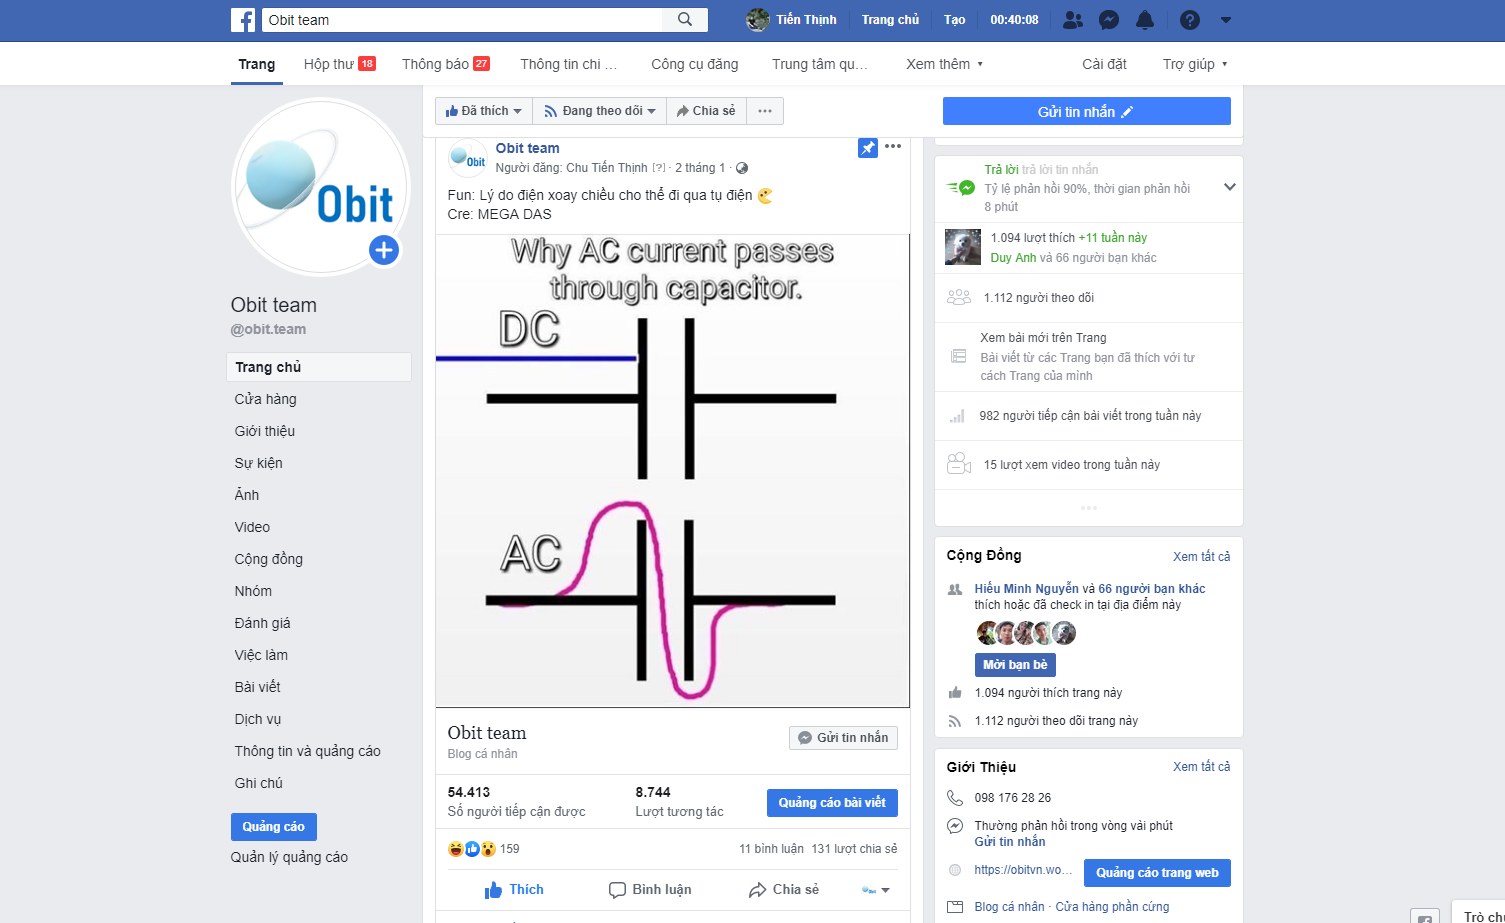 Obit team
Tiến Thịnh
Trang chủ
Tạo
00:40:08
Trang
Hộp thư 18
Thông báo 27
Thông tin chi ...
Công cụ đăng
Trung tâm qu...
Xem thêm
Cài đặt
Trợ giúp
Obit
Obit team
@obit.team
Trang chủ
Cửa hàng
Giới thiệu
Sự kiện
Ảnh
Video
Cộng đồng
Nhóm
Đánh giá
Việc làm
Bài viết
Dịch vụ
Thông tin và quảng cáo
Ghi chú
Quảng cáo
Quản lý quảng cáo
Đã thích
Đang theo dõi
Chia sẻ
Gửi tin nhắn
Obit
Obit team
Người đăng: Chu Tiến Thịnh [?] · 2 tháng 1 ·
Fun: Lý do điện xoay chiều cho thể đi qua tụ điện
Cre: MEGA DAS
Why AC current passes
through capacitor.
DC
AC
Obit team
Blog cá nhân
Gửi tin nhắn
54.413
Số người tiếp cận được
8.744
Lượt tương tác
Quảng cáo bài viết
159
11 bình luận 131 lượt chia sẻ
Thích
Bình luận
Chia sẻ
Trả lời trả lời tin nhắn
Tỷ lệ phản hồi 90%, thời gian phản hồi
8 phút
1.094 lượt thích +11 tuần này
Duy Anh và 66 người bạn khác
1.112 người theo dõi
Xem bài mới trên Trang
Bài viết từ các Trang bạn đã thích với tư
cách Trang của mình
982 người tiếp cận bài viết trong tuần này
15 lượt xem video trong tuần này
Cộng Đồng
Xem tất cả
Hiếu Minh Nguyễn và 66 người bạn khác
thích hoặc đã check in tại địa điểm này
Mời bạn bè
1.094 người thích trang này
1.112 người theo dõi trang này
Giới Thiệu
Xem tất cả
098 176 28 26
Thường phản hồi trong vòng vài phút
Gửi tin nhắn
https://obitvn.wo...
Quảng cáo trang web
Blog cá nhân · Cửa hàng phần cứng